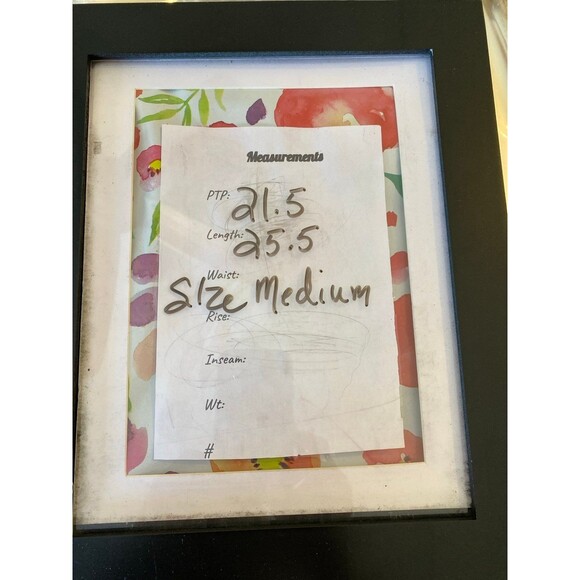 Measurements
PTP: 21.5
Length: 25.5
Waist:
Size Medium
Rise:
Inseam:
Wt:
#